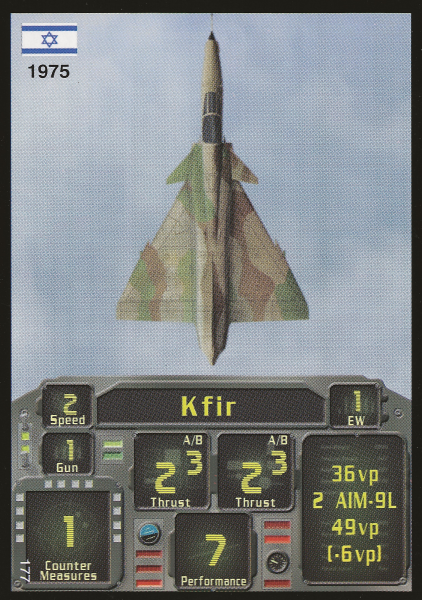 1975
Kfir
2
Speed
1
EW
1
Gun
A/B
2 3
Thrust
A/B
2 3
Thrust
36vp
2 AIM-9L
49vp
(-6vp)
1
Counter
Measures
7
Performance
177